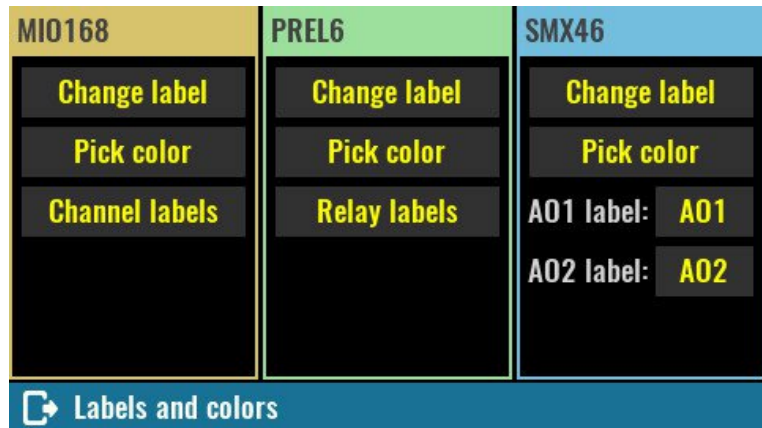 MIO168
Change label
Pick color
Channel labels
PREL6
Change label
Pick color
Relay labels
SMX46
Change label
Pick color
AO1 label: AO1
AO2 label: AO2
Labels and colors